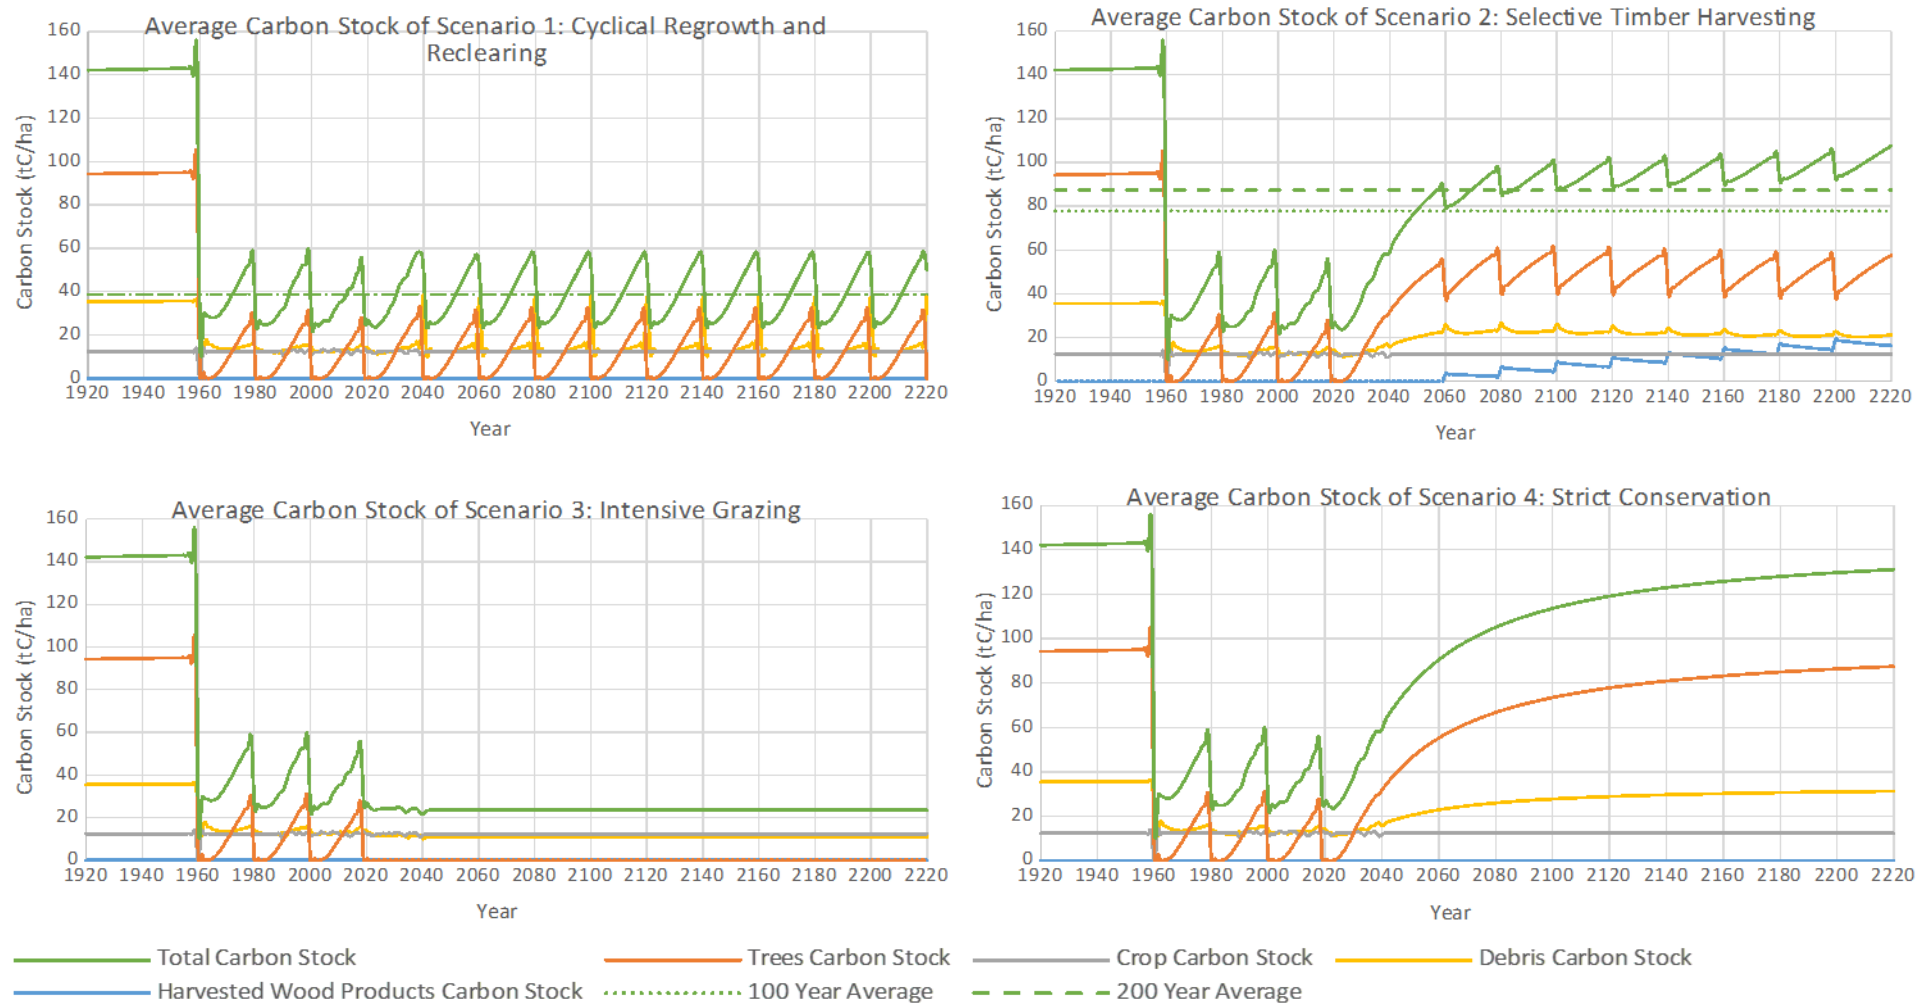 Average Carbon Stock of Scenario 1: Cyclical Regrowth and
Reclearing
160
140
120
100
80
60
40
20
0
Carbon Stock (tC/ha)
1920 1940 1960 1980 2000 2020 2040 2060 2080 2100 2120 2140 2160 2180 2200 2220
Year
Average Carbon Stock of Scenario 2: Selective Timber Harvesting
160
140
120
100
80
60
40
20
0
Carbon Stock (tC/ha)
1920 1940 1960 1980 2000 2020 2040 2060 2080 2100 2120 2140 2160 2180 2200 2220
Year
Average Carbon Stock of Scenario 3: Intensive Grazing
160
140
120
100
80
60
40
20
0
Carbon Stock (tC/ha)
1920 1940 1960 1980 2000 2020 2040 2060 2080 2100 2120 2140 2160 2180 2200 2220
Year
Average Carbon Stock of Scenario 4: Strict Conservation
160
140
120
100
80
60
40
20
0
Carbon Stock (tC/ha)
1920 1940 1960 1980 2000 2020 2040 2060 2080 2100 2120 2140 2160 2180 2200 2220
Year
Total Carbon Stock
Trees Carbon Stock
Crop Carbon Stock
Debris Carbon Stock
Harvested Wood Products Carbon Stock
100 Year Average
200 Year Average